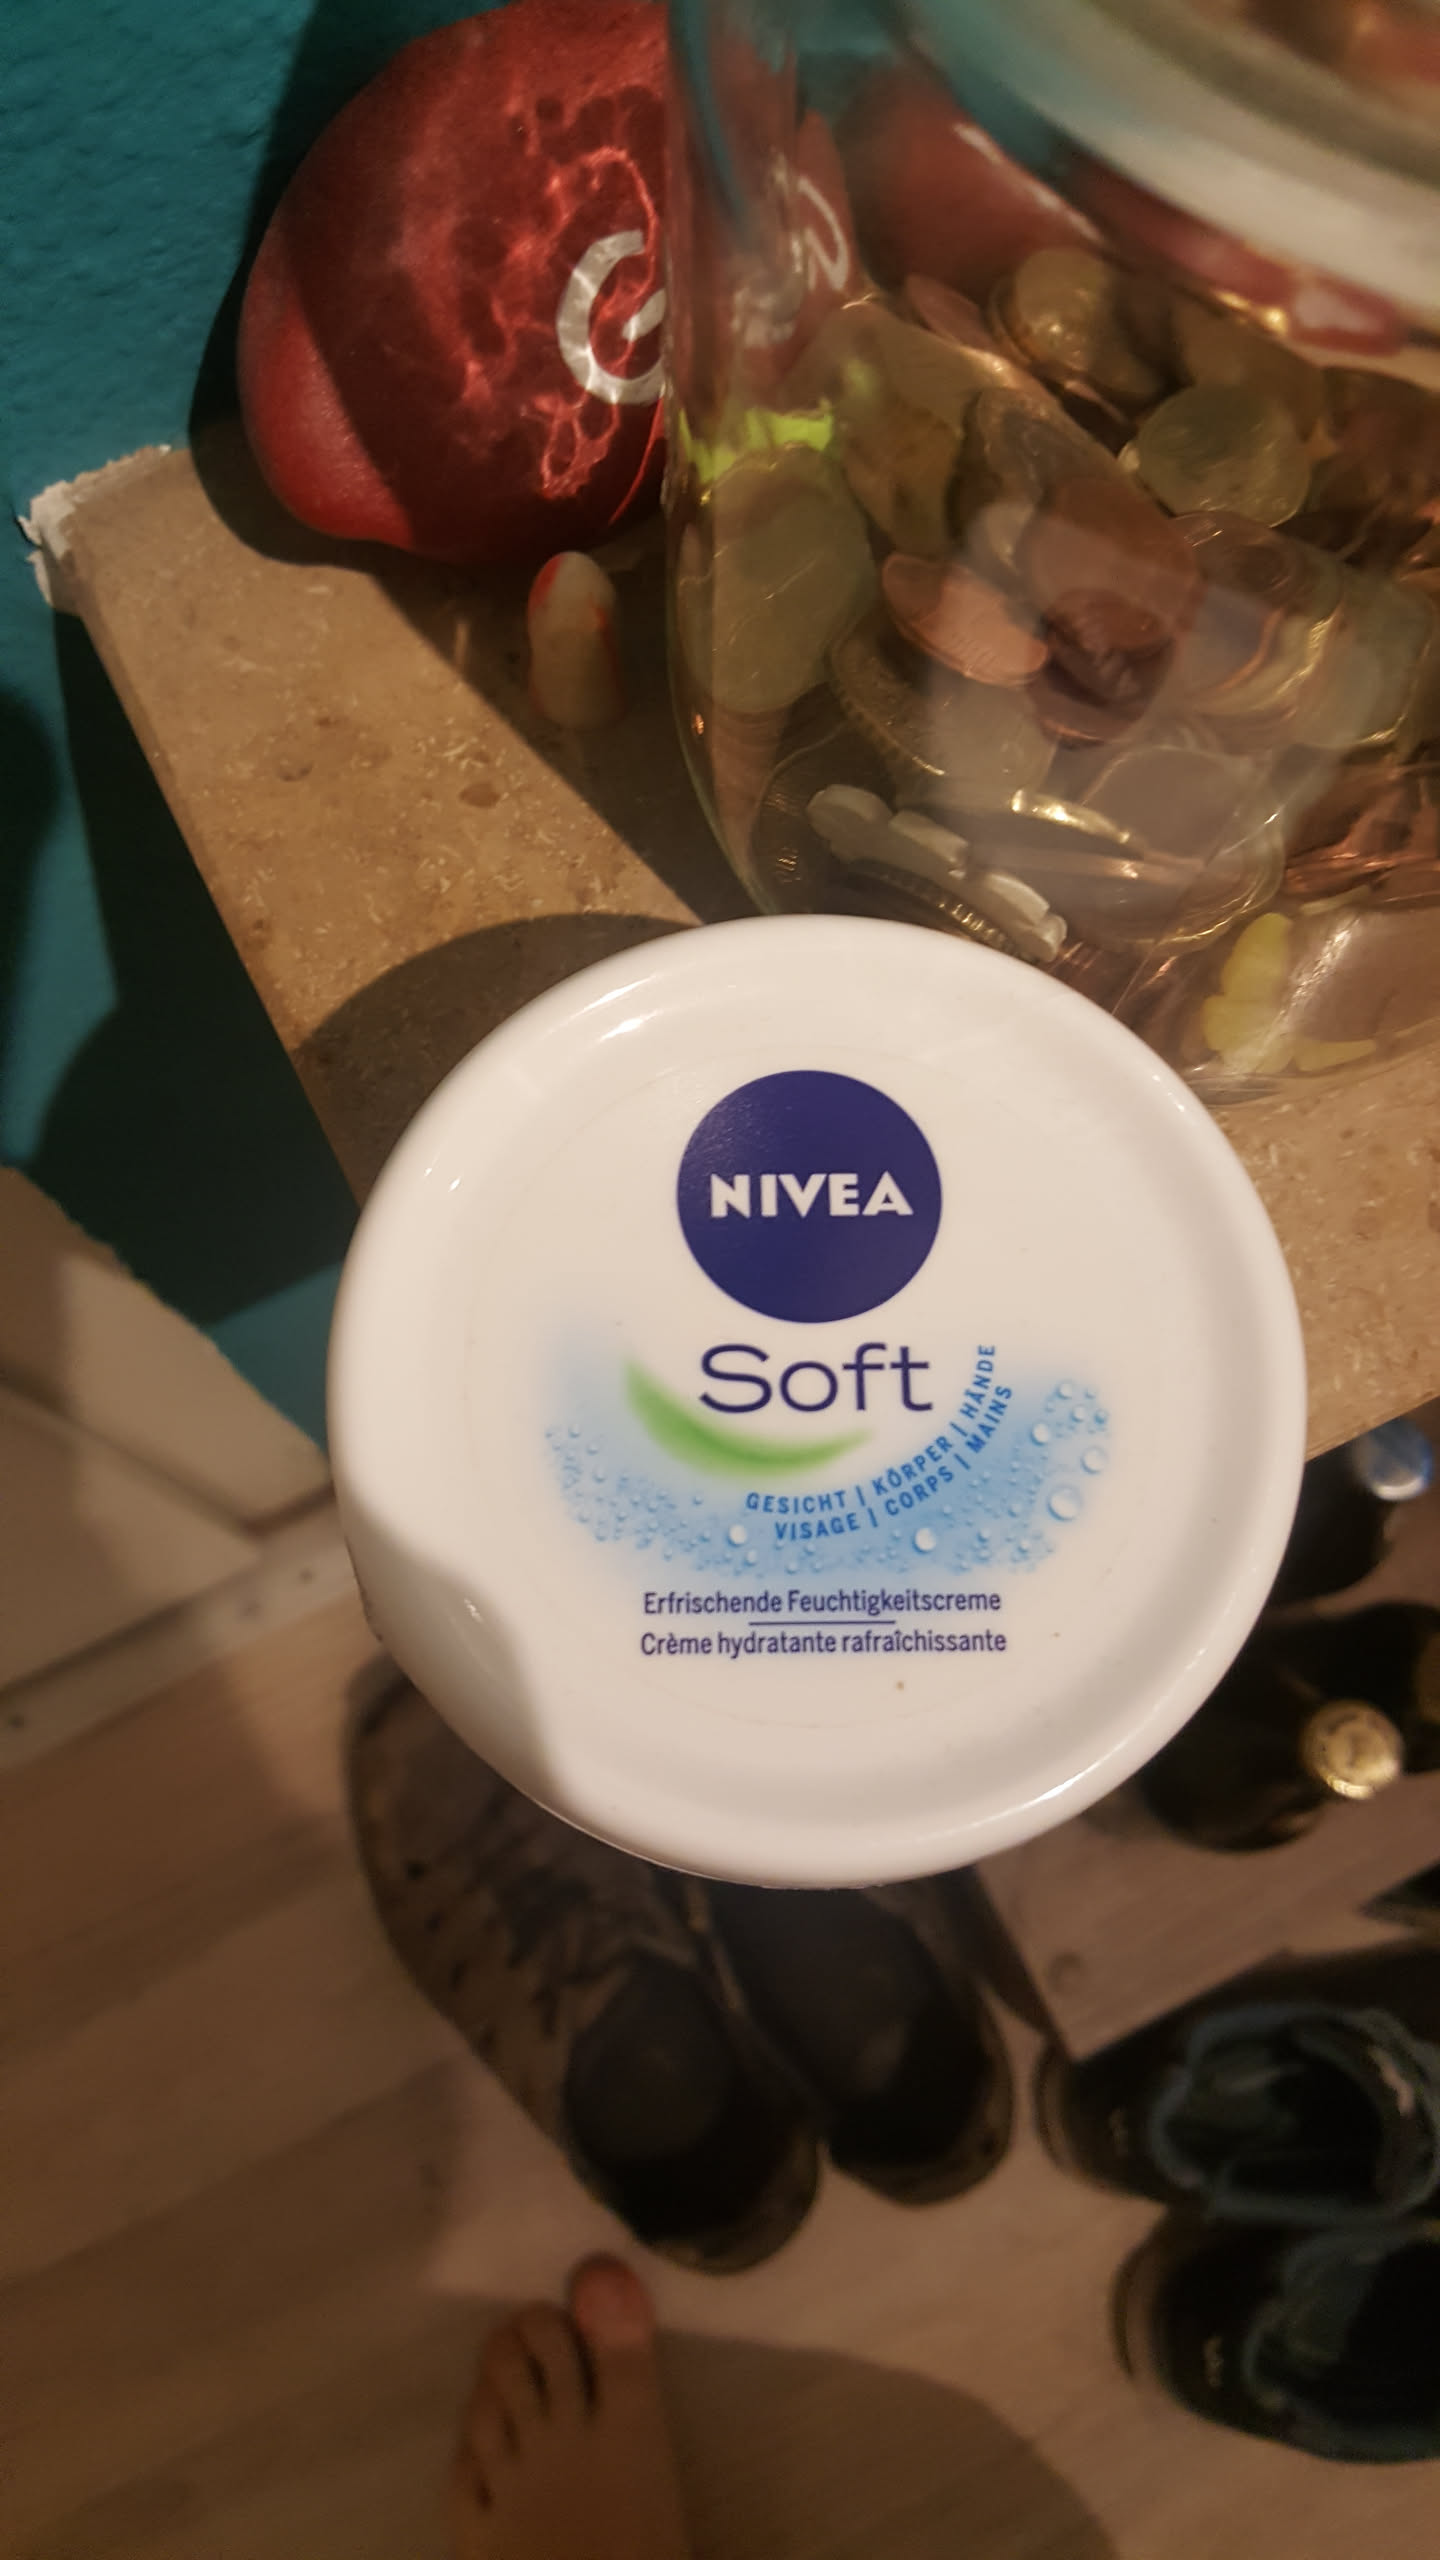 NIVEA
Soft
GESICHT | KÖRPER | HÄNDE
VISAGE | CORPS | MAINS
Erfrischende Feuchtigkeitscreme
Crème hydratante rafraîchissante